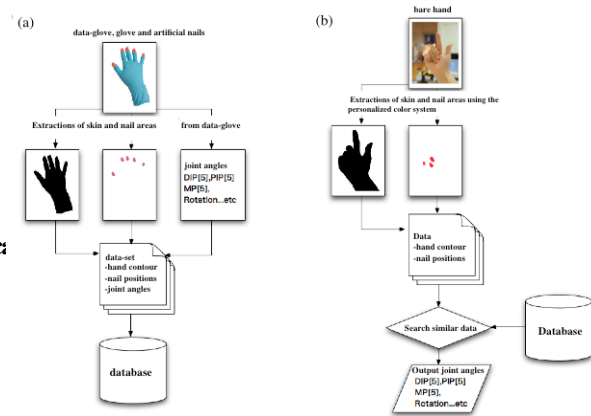 (a)
data-glove, glove and artificial nails
Extractions of skin and nail areas
from data-glove
joint angles
DIP[5],PIP[5]
MP[5],
Rotation...etc
data-set
-hand contour
-nail positions
-joint angles
database
(b)
bare hand
Extractions of skin and nail areas using the
personalized color system
Data
-hand contour
-nail positions
Search similar data
Database
Output joint angles
DIP[5],PIP[5]
MP[5],
Rotation...etc